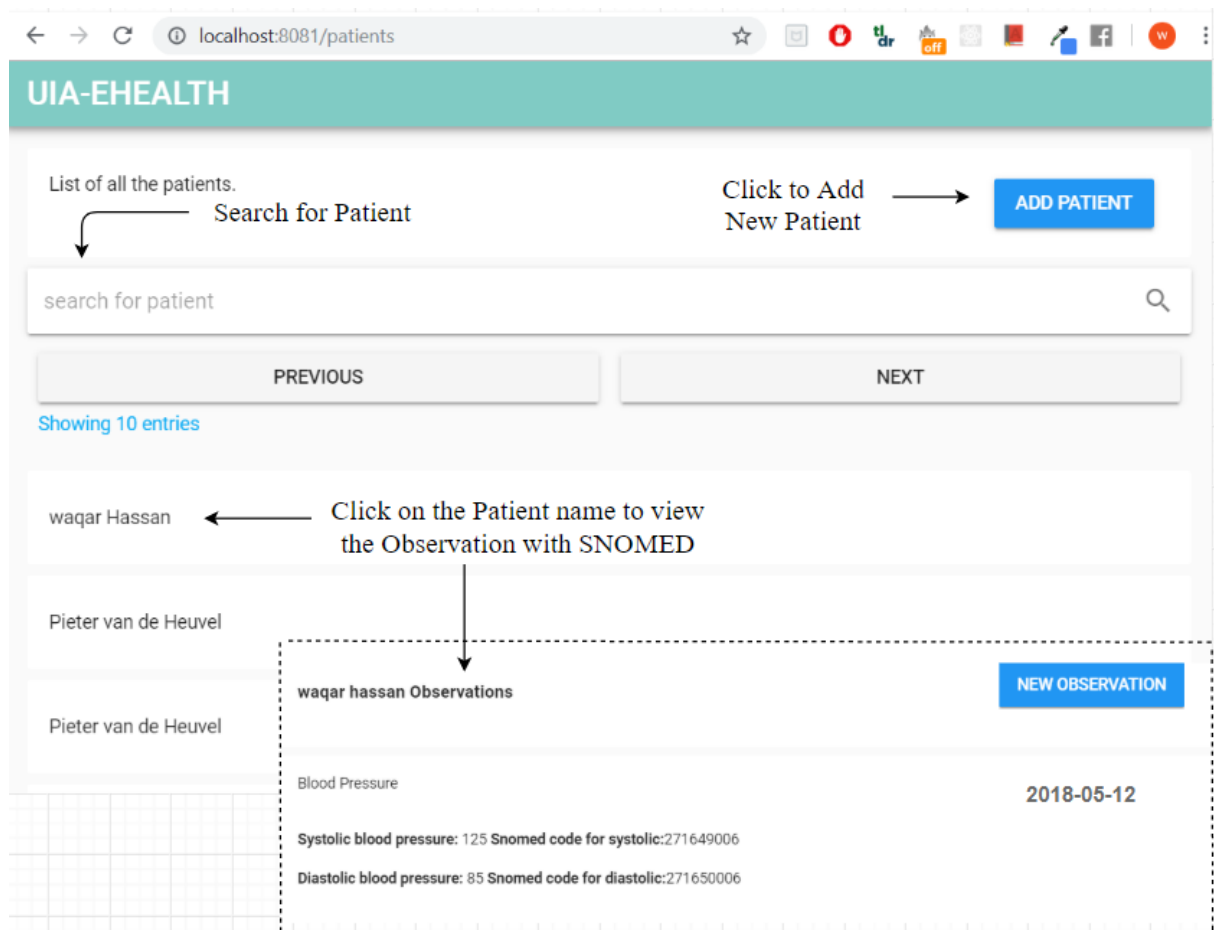 localhost:8081/patients
tl;dr
off
W
UIA-EHEALTH
List of all the patients.
Search for Patient
Click to Add
New Patient
ADD PATIENT
search for patient
PREVIOUS
NEXT
Showing 10 entries
waqar Hassan
Click on the Patient name to view
the Observation with SNOMED
Pieter van de Heuvel
Pieter van de Heuvel
waqar hassan Observations
NEW OBSERVATION
Blood Pressure
2018-05-12
Systolic blood pressure: 125 Snomed code for systolic:271649006
Diastolic blood pressure: 85 Snomed code for diastolic:271650006